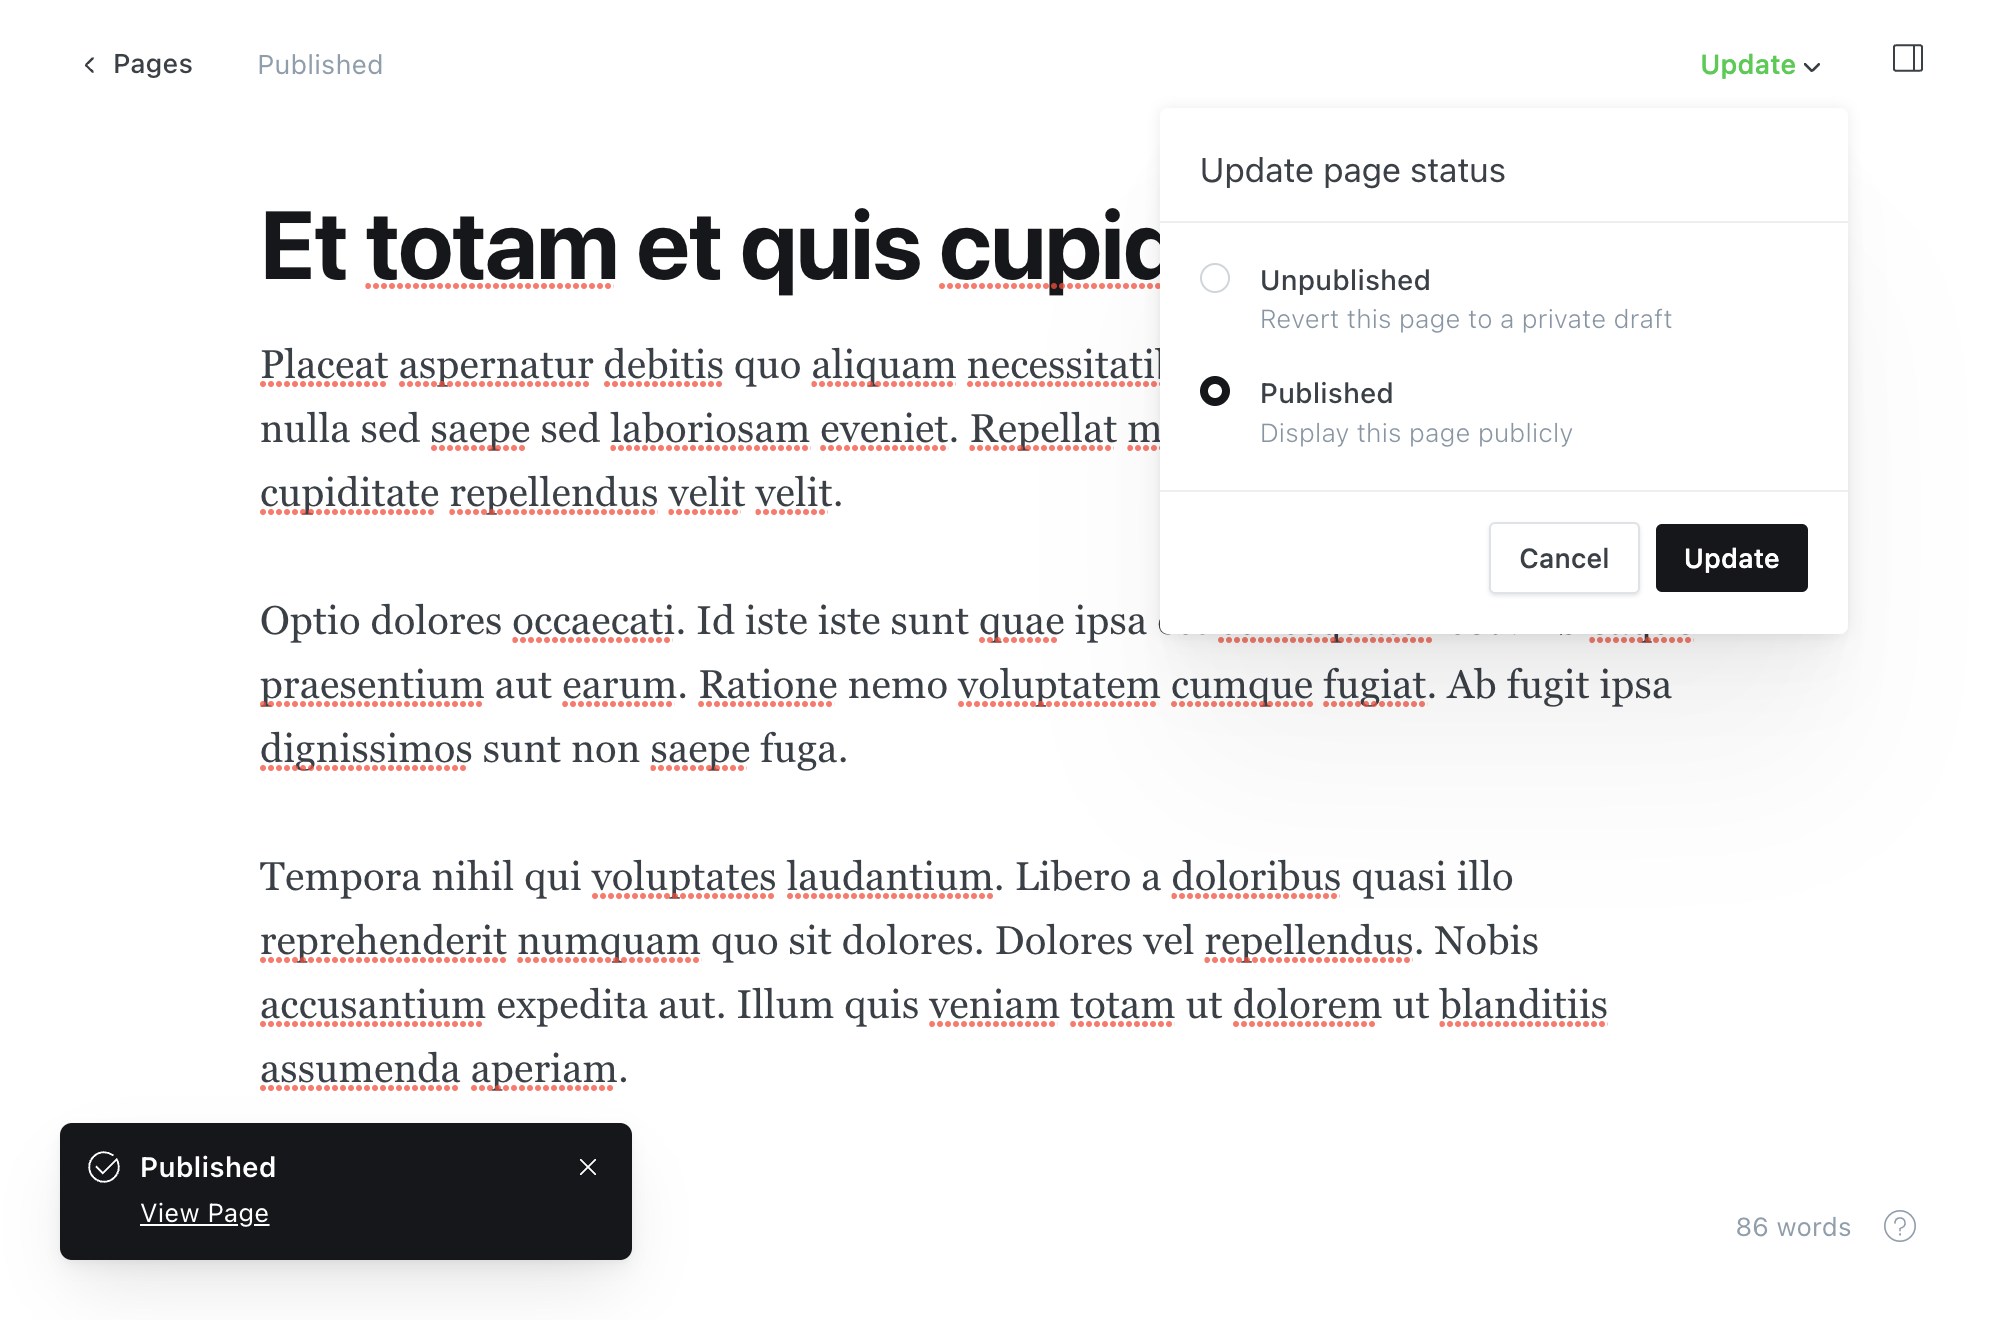 Pages
Published
Update
Update page status
Unpublished
Revert this page to a private draft
Published
Display this page publicly
Cancel
Update
Et totam et quis
Placeat aspernatur debitis quo aliquam
nulla sed saepe sed laboriosam eveniet. Repellat
cupiditate repellendus velit velit.
Optio dolores occaecati. Id iste iste sunt quae ipsa
praesentium aut earum. Ratione nemo voluptatem cumque fugiat. Ab fugit ipsa
dignissimos sunt non saepe fuga.
Tempora nihil qui voluptates laudantium. Libero a doloribus quasi illo
reprehenderit numquam quo sit dolores. Dolores vel repellendus. Nobis
accusantium expedita aut. Illum quis veniam totam ut dolorem ut blanditiis
assumenda aperiam.
Published
View Page
86 words